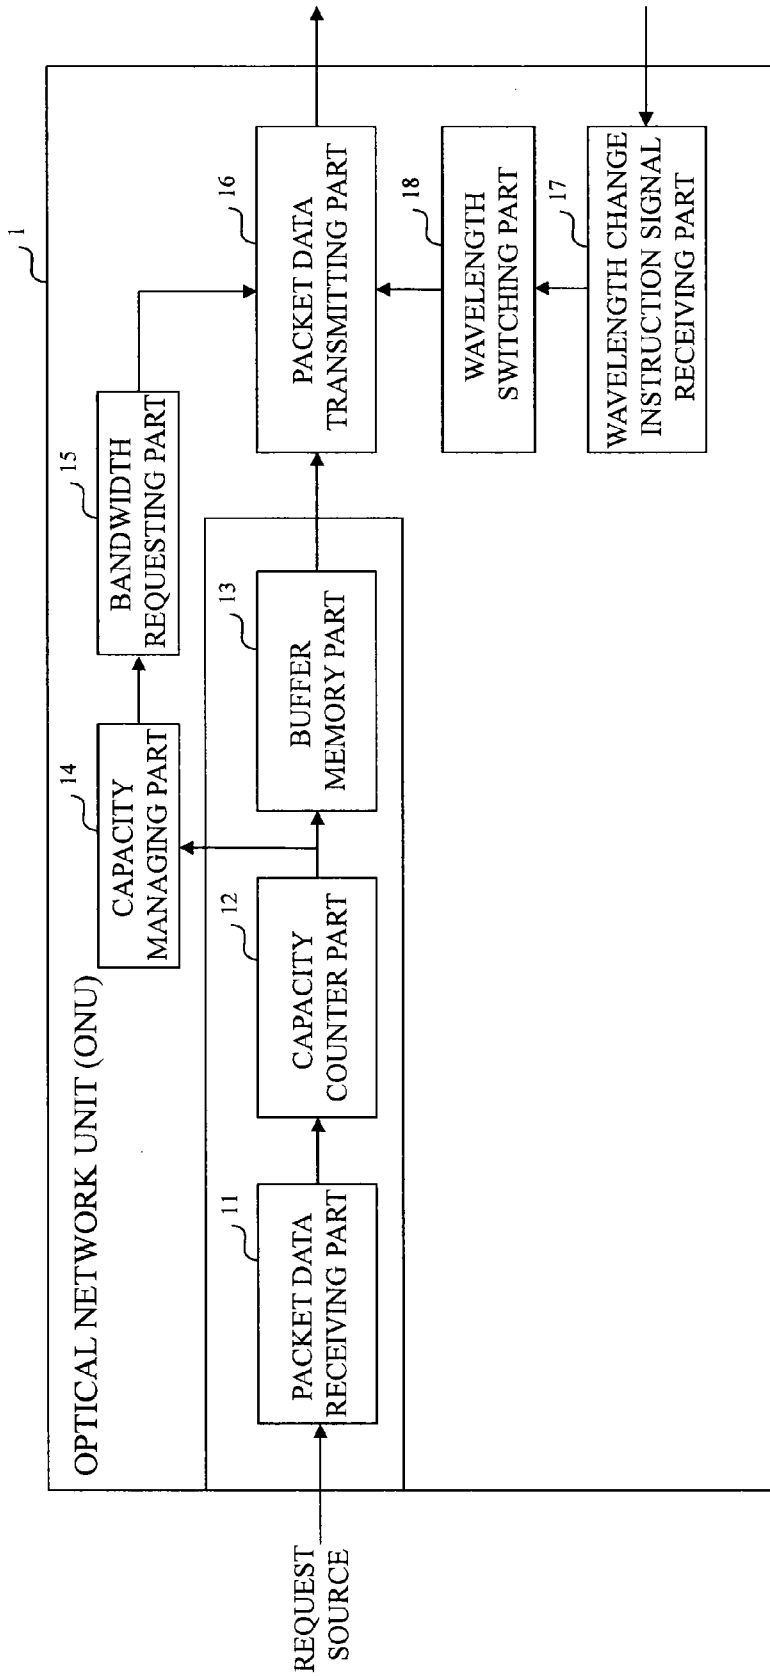 1
OPTICAL NETWORK UNIT (ONU)
14
CAPACITY
MANAGING PART
15
BANDWIDTH
REQUESTING PART
REQUEST
SOURCE
11
PACKET DATA
RECEIVING PART
12
CAPACITY
COUNTER PART
13
BUFFER
MEMORY PART
16
PACKET DATA
TRANSMITTING PART
18
WAVELENGTH
SWITCHING PART
17
WAVELENGTH CHANGE
INSTRUCTION SIGNAL
RECEIVING PART